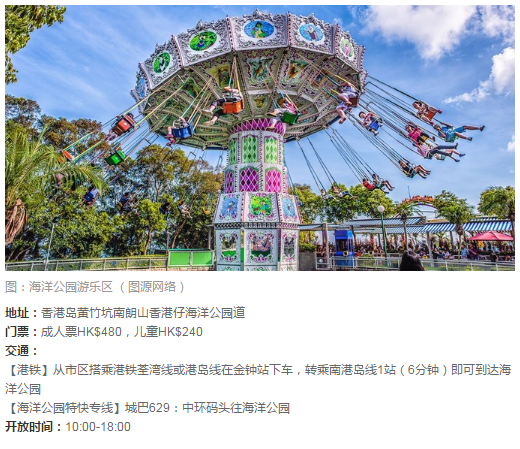 图：海洋公园游乐区 （ 图源网络 ）
地址：香港岛黄竹坑南朗山香港仔海洋公园道
门票：成人票HK$480，儿童HK$240
交通：
【港铁】从市区搭乘港铁荃湾线或港岛线在金钟站下车，转乘南港岛线1站（6分钟）即可到达海
洋公园
【海洋公园特快专线】城巴629：中环码头往海洋公园
开放时间：10:00-18:00